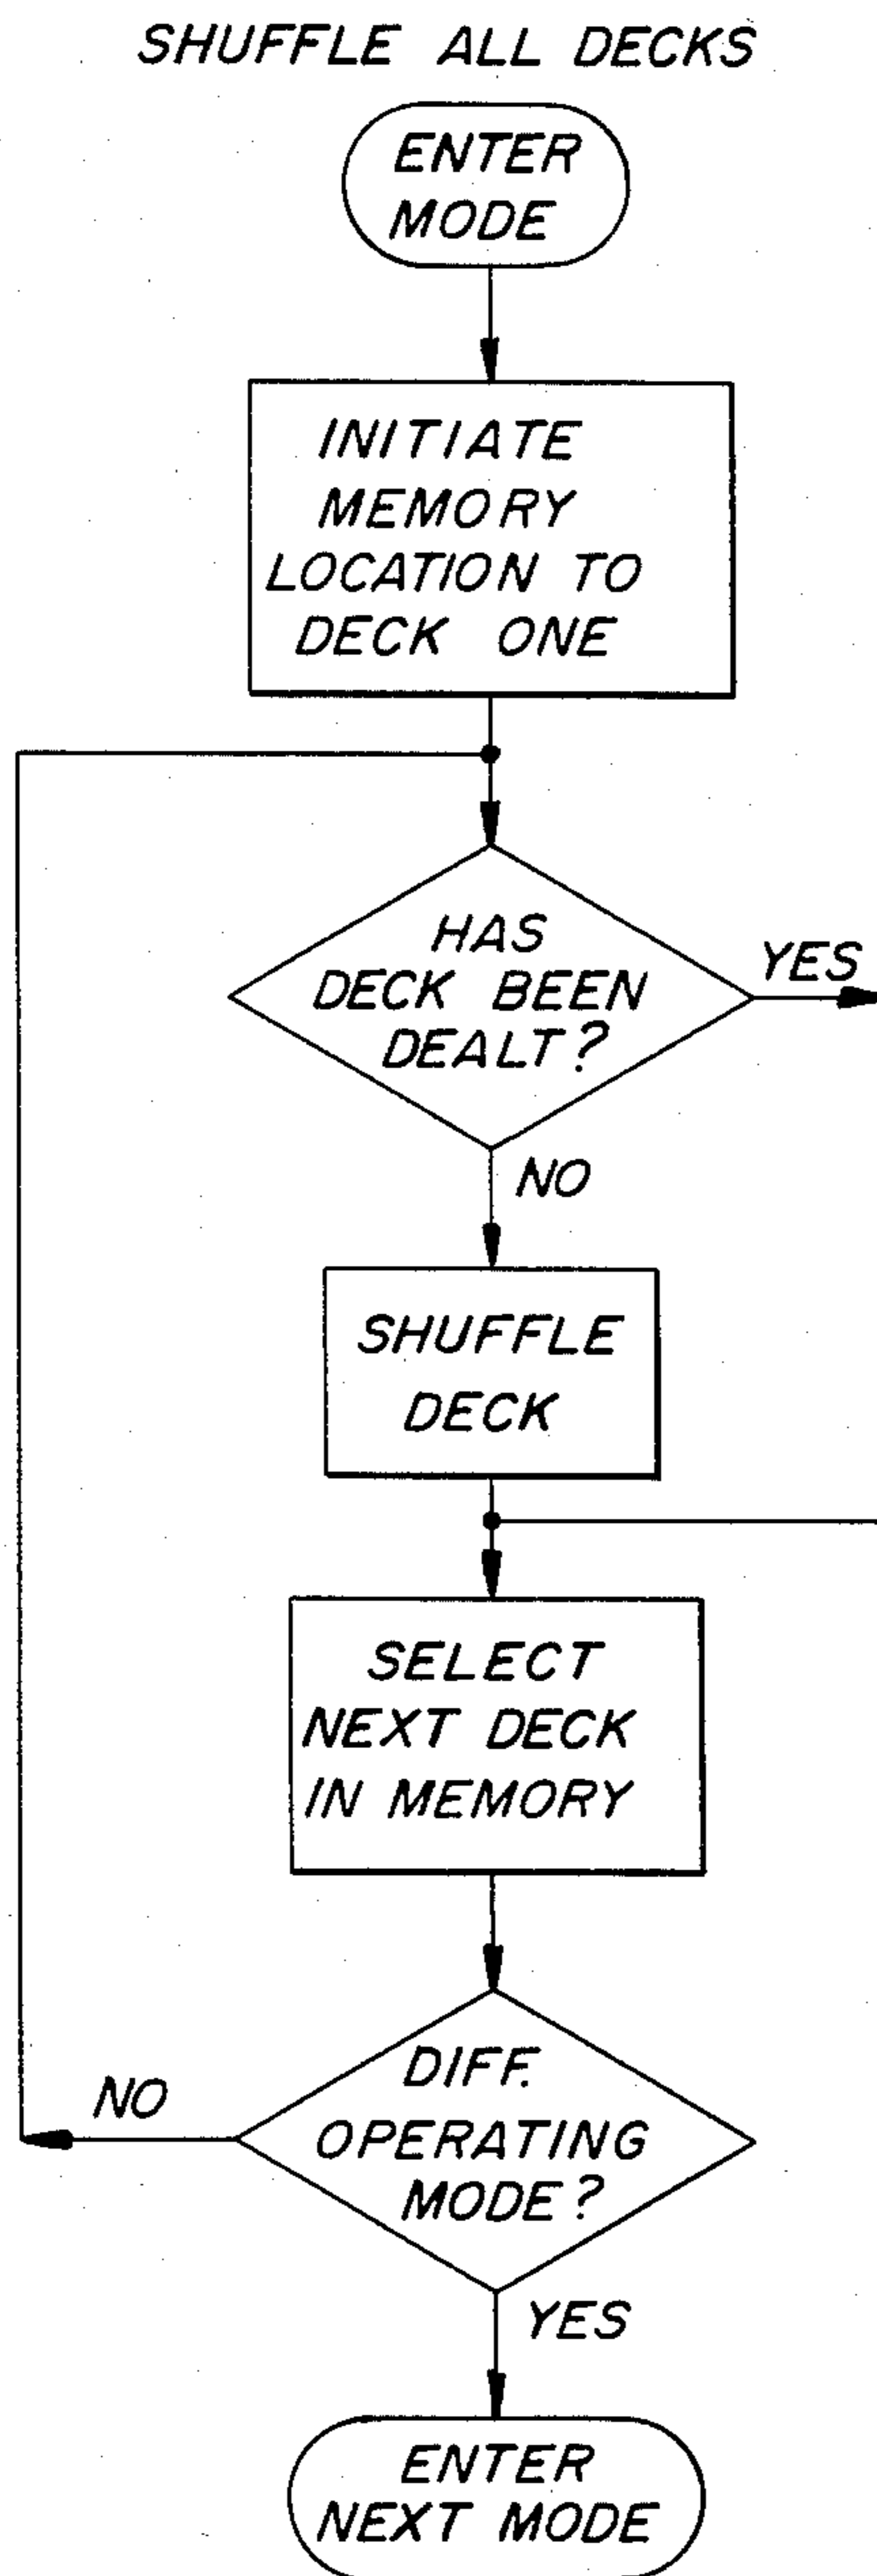 SHUFFLE ALL DECKS
ENTER
MODE
INITIATE
MEMORY
LOCATION TO
DECK ONE
HAS
DECK BEEN
DEALT?
YES
NO
SHUFFLE
DECK
SELECT
NEXT DECK
IN MEMORY
DIFF.
OPERATING
MODE?
NO
YES
ENTER
NEXT MODE